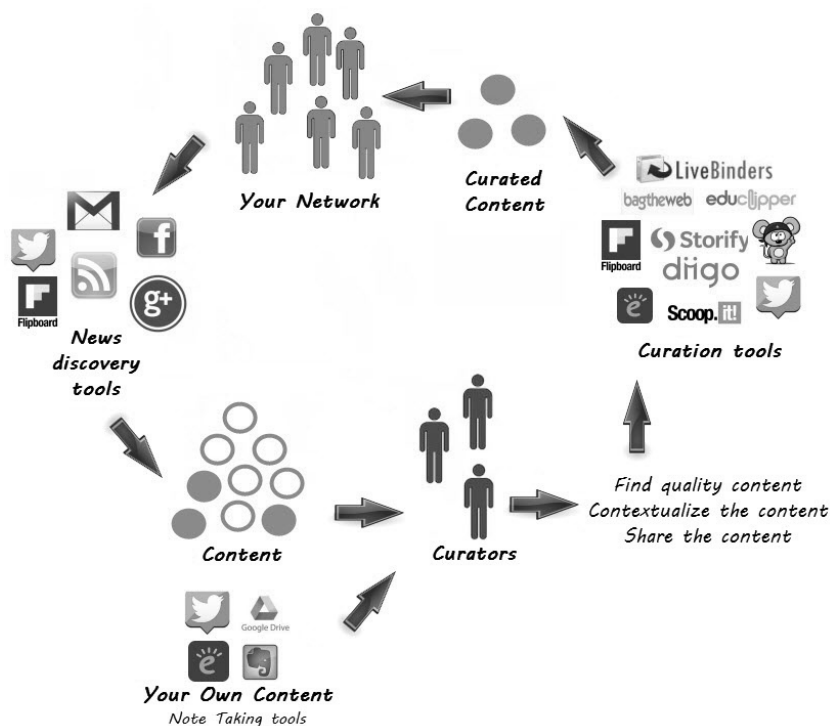 Your Network
Curated
Content
LiveBinders
bagtheweb educlipper
Flipboard
Storify
diigo
e
Scoop.it!
Curation tools
f
g+
Flipboard
News
discovery
tools
Content
Curators
Find quality content
Contextualize the content
Share the content
Google Drive
e
Your Own Content
Note Taking tools